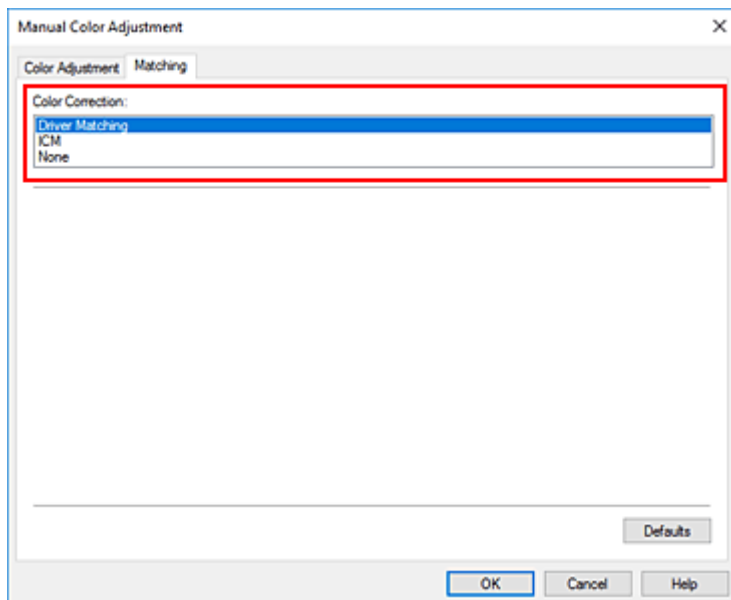 Manual Color Adjustment
Color Adjustment Matching
Color Correction:
Driver Matching
ICM
None
Defaults
OK Cancel Help